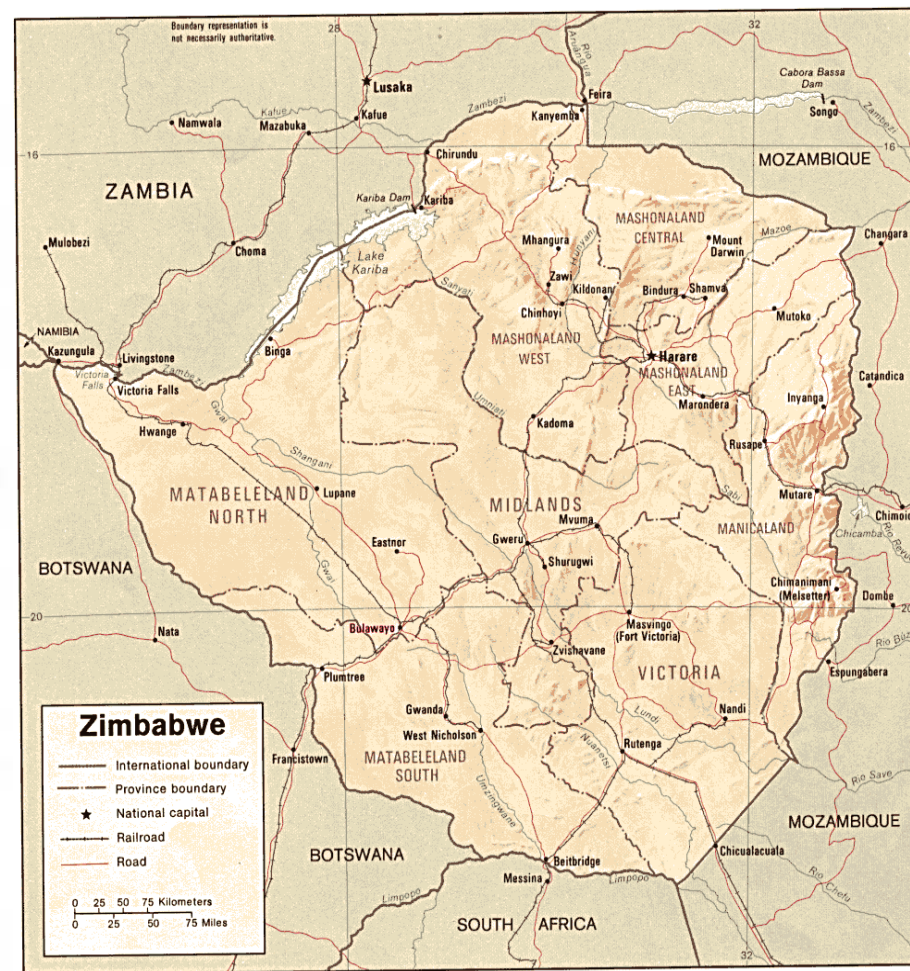 Boundary representation is
not necessarily authoritative.
28
32
Lusaka
Rio
Aruângua
Cabora Bassa
Dam
Feira
Zambezi
Kafue
Namwala
Mazabuka
Kafue
Kanyemba
Songo
Zambezi
16
16
Chirundu
MOZAMBIQUE
ZAMBIA
Kariba Dam
Kariba
MASHONALAND
CENTRAL
Mazoe
Mulobezi
Choma
Lake
Kariba
Mhangura
Hunyani
Mount
Darwin
Changara
Sanyati
Zawi
Kildonan
Bindura
Shamva
Chinhoyi
Mutoko
NAMIBIA
Binga
MASHONALAND
WEST
Harare
Kazungula
Livingstone
Victoria
Falls
Zambezi
MASHONALAND
EAST
Victoria Falls
Catandica
Gwai
Umniati
Marondera
Inyanga
Hwange
Kadoma
Rusape
Shangani
MATABELELAND
NORTH
Lupane
MIDLANDS
Sabi
Mutare
Mvuma
MANICALAND
Chimoio
Chicamba
Eastnor
Gweru
Shurugwi
Gwai
BOTSWANA
Chimanimani
(Melsetter)
Dombe
20
20
Nata
Bulawayo
Masvingo
(Fort Victoria)
Zvishavane
Plumtree
VICTORIA
Espungabera
Zimbabwe
Gwanda
Lundi
Nandi
West Nicholson
International boundary
Francistown
MATABELELAND
SOUTH
Nuanetsi
Rutenga
Province boundary
Rio Save
National capital
Umzingwane
Railroad
MOZAMBIQUE
Road
BOTSWANA
Beitbridge
Chicualacuala
0 25 50 75 Kilometers
0 25 50 75 Miles
Messina
Limpopo
Limpopo
SOUTH AFRICA
32